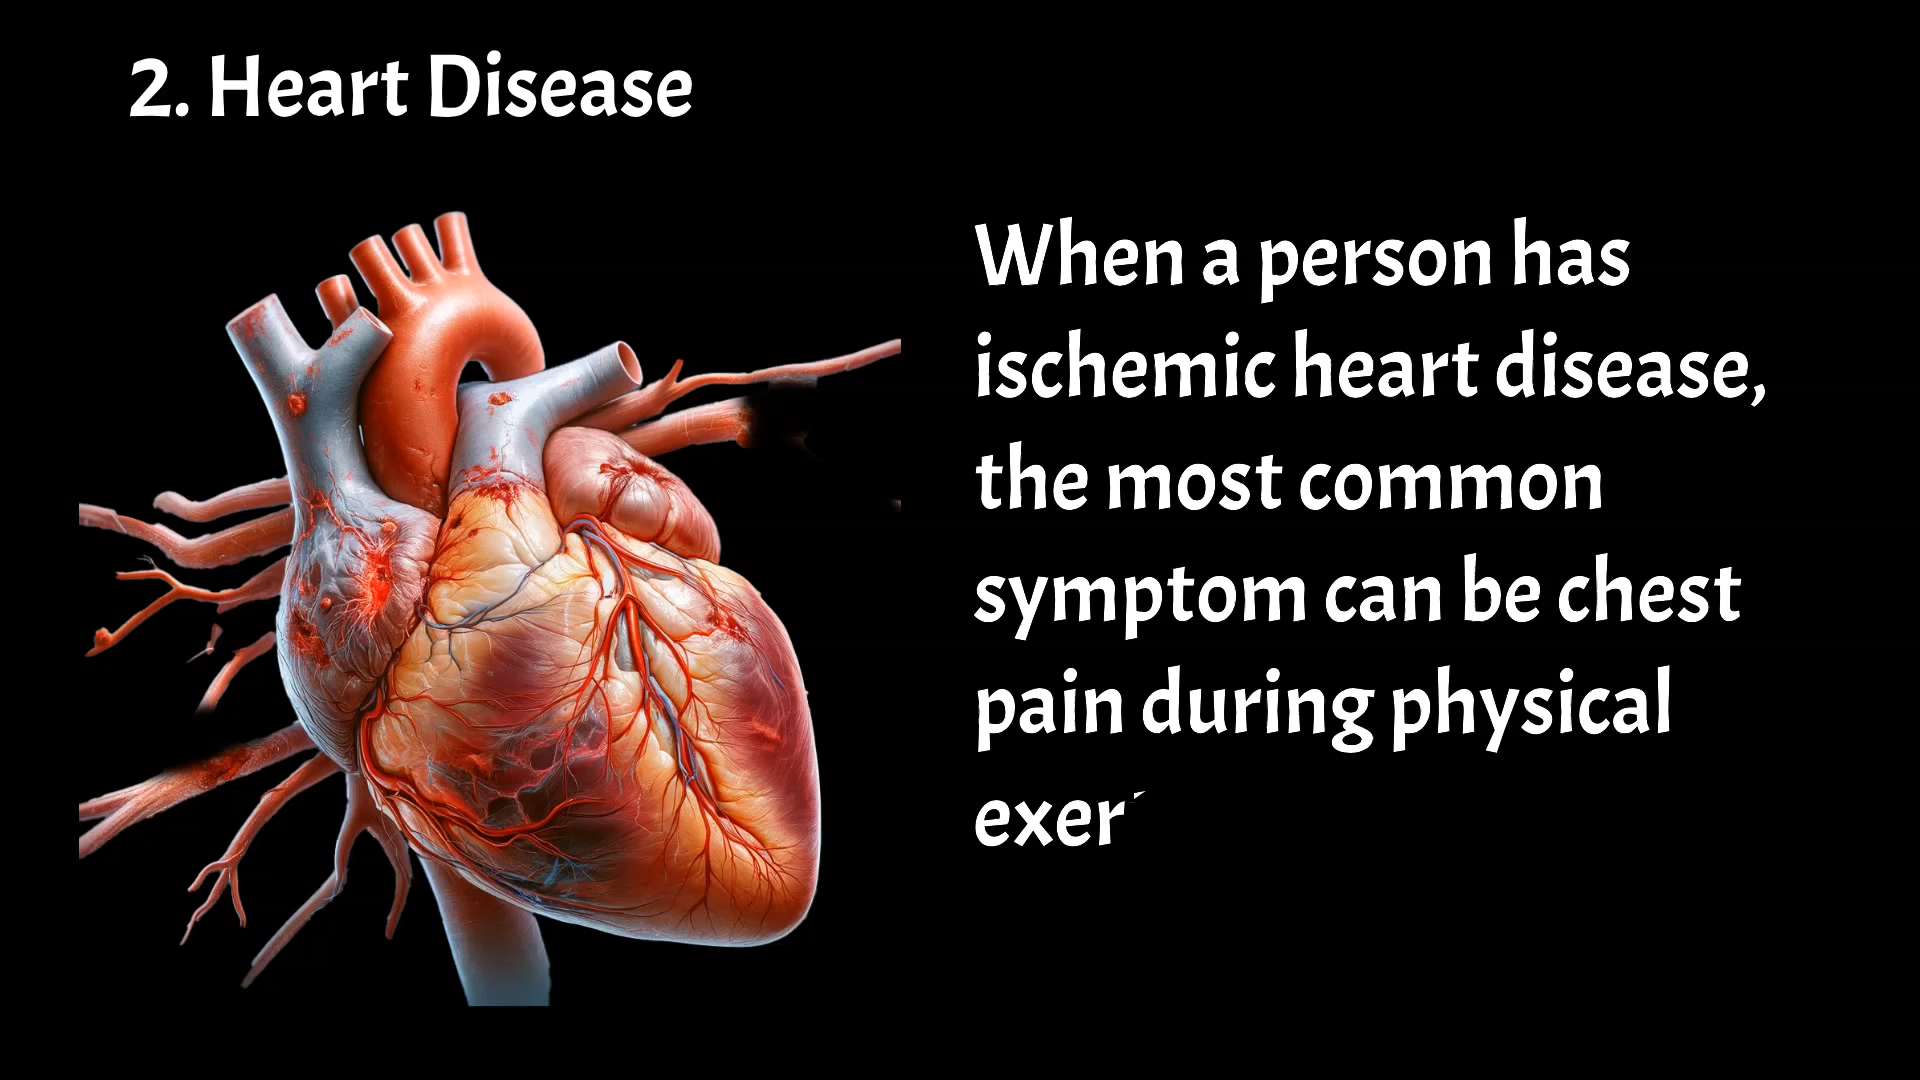 2. Heart Disease
When a person has
ischemic heart disease,
the most common
symptom can be chest
pain during physical
exer